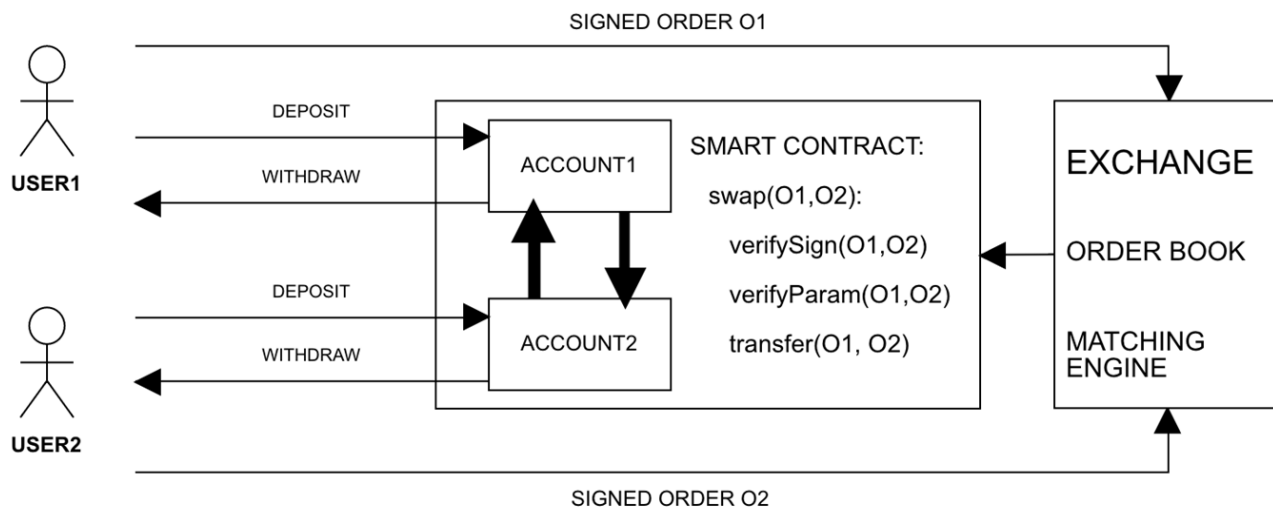 SIGNED ORDER O1
USER1
DEPOSIT
WITHDRAW
ACCOUNT1
SMART CONTRACT:
swap(O1,O2):
verifySign(O1,O2)
verifyParam(O1,O2)
transfer(O1, O2)
EXCHANGE
ORDER BOOK
MATCHING
ENGINE
USER2
DEPOSIT
WITHDRAW
ACCOUNT2
SIGNED ORDER O2